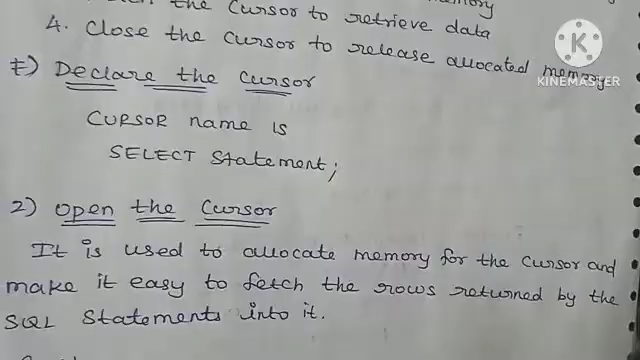 the Cursor to retrieve data
4. Close the cursor to release allocated memory
K
KINEMASTER
1) Declare the Cursor
CURSOR name is
SELECT Statement;
2) Open the Cursor
It is used to allocate memory for the cursor and
make it easy to fetch the rows returned by the
SQL Statements into it.